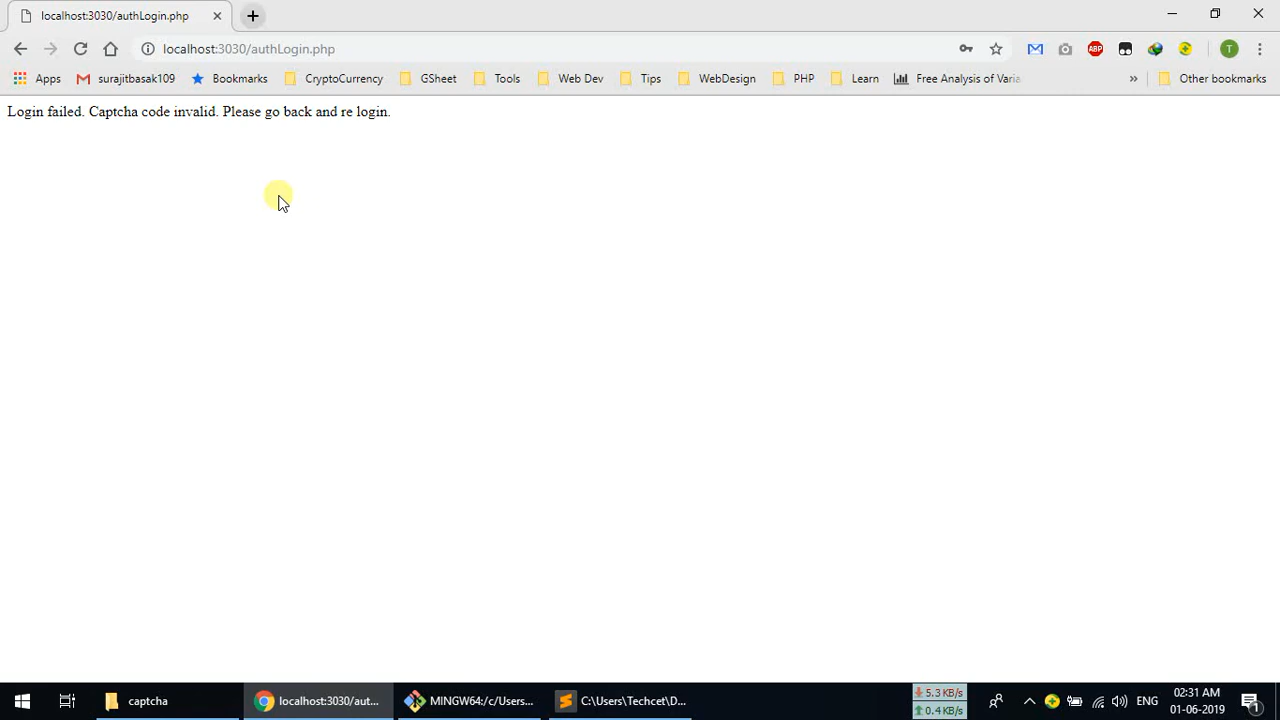 localhost:3030/authLogin.php
localhost:3030/authLogin.php
ABP
T
Apps
surajitbasak109
Bookmarks
CryptoCurrency
GSheet
Tools
Web Dev
Tips
WebDesign
PHP
Learn
Free Analysis of Varia
»
Other bookmarks
Login failed. Captcha code invalid. Please go back and re login.
captcha
localhost:3030/aut...
MINGW64:/c/Users...
C:\Users\Techcet\D...
5.3 KB/s
0.4 KB/s
ENG
02:31 AM
01-06-2019
1